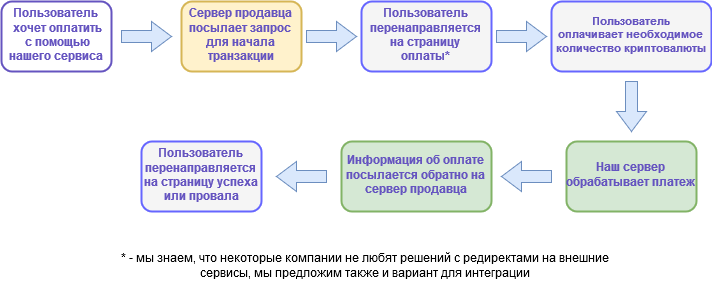 Пользователь
хочет оплатить
с помощью
нашего сервиса
Сервер продавца
посылает запрос
для начала
транзакции
Пользователь
перенаправляется
на страницу
оплаты*
Пользователь
оплачивает необходимое
количество криптовалюты
Наш сервер
обрабатывает платеж
Информация об оплате
посылается обратно на
сервер продавца
Пользователь
перенаправляется
на страницу успеха
или провала
* - мы знаем, что некоторые компании не любят решений с редиректами на внешние
сервисы, мы предложим также и вариант для интеграции